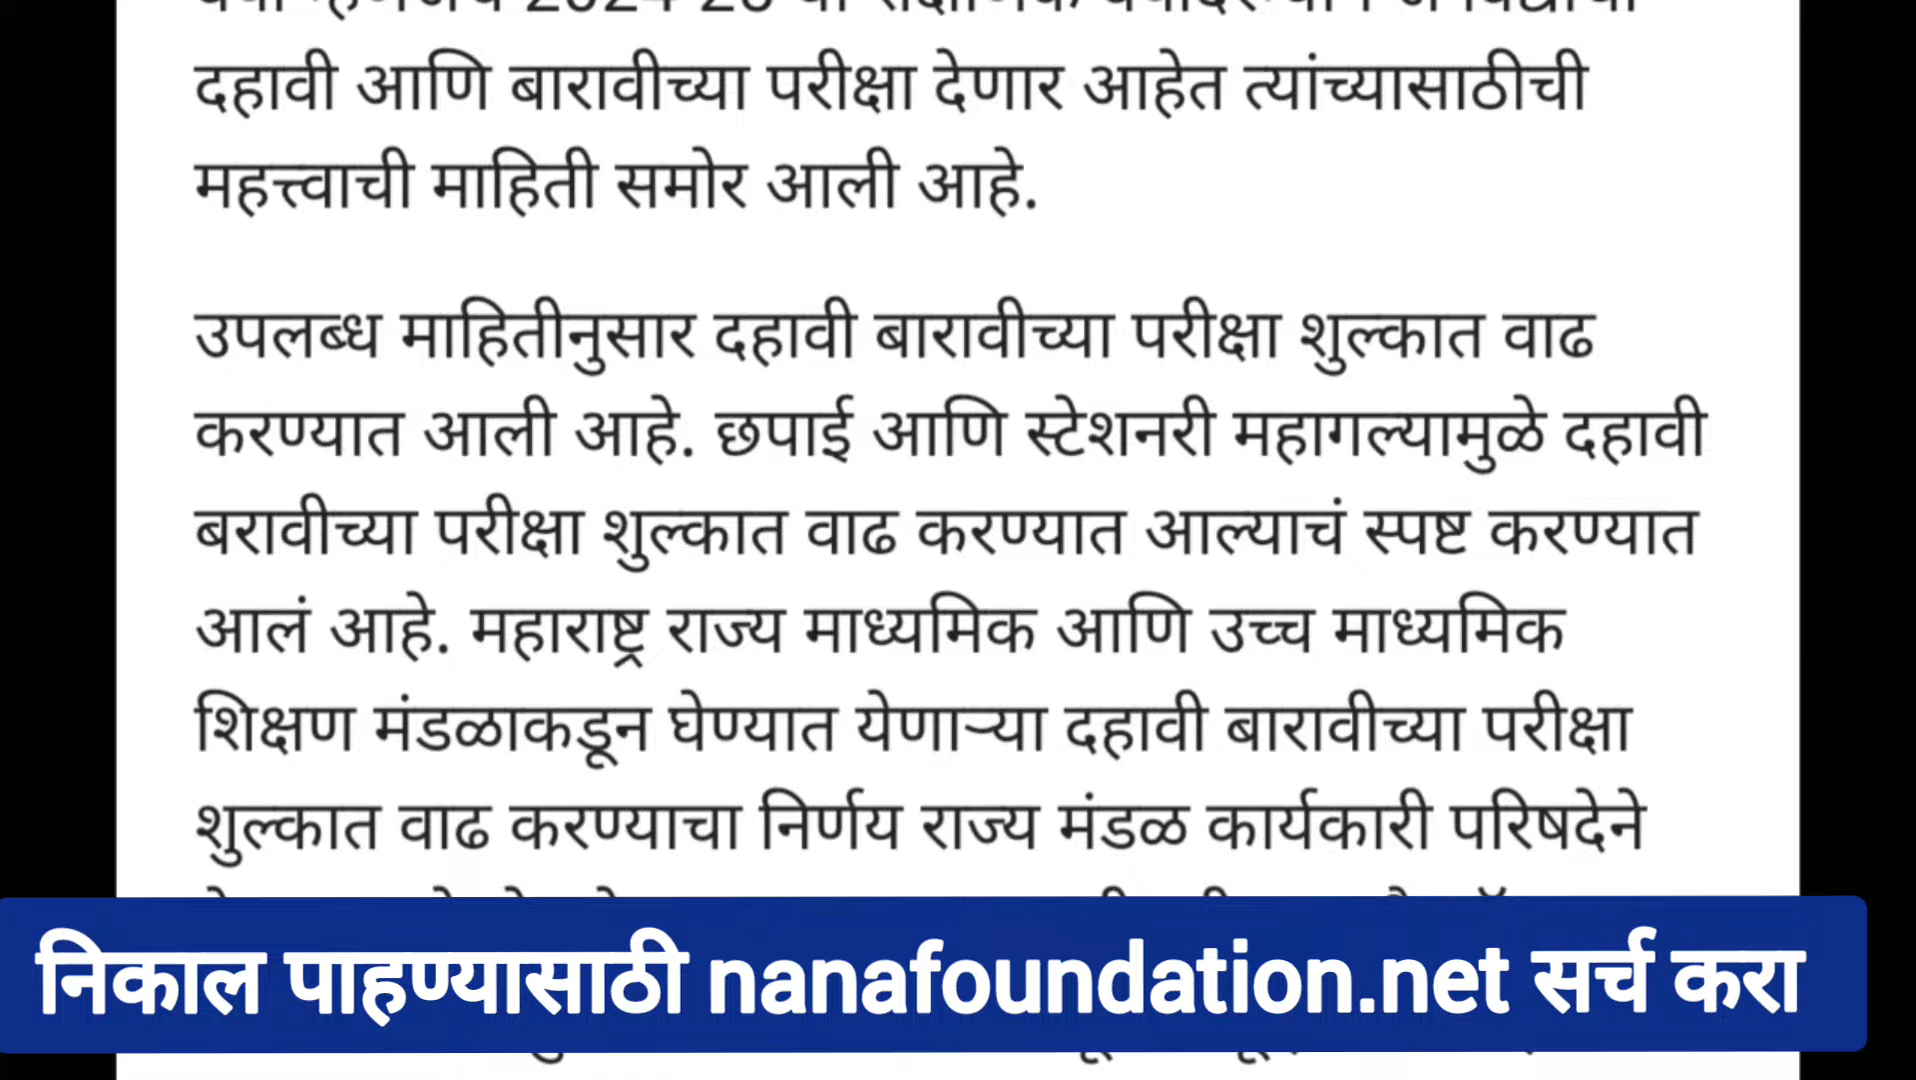 दहावी आणि बारावीच्या परीक्षा देणार आहेत त्यांच्यासाठीची
महत्त्वाची माहिती समोर आली आहे.
उपलब्ध माहितीनुसार दहावी बारावीच्या परीक्षा शुल्कात वाढ
करण्यात आली आहे. छपाई आणि स्टेशनरी महागल्यामुळे दहावी
बरावीच्या परीक्षा शुल्कात वाढ करण्यात आल्याचं स्पष्ट करण्यात
आलं आहे. महाराष्ट्र राज्य माध्यमिक आणि उच्च माध्यमिक
शिक्षण मंडळाकडून घेण्यात येणाऱ्या दहावी बारावीच्या परीक्षा
शुल्कात वाढ करण्याचा निर्णय राज्य मंडळ कार्यकारी परिषदेने
निकाल पाहण्यासाठी nanafoundation.net सर्च करा